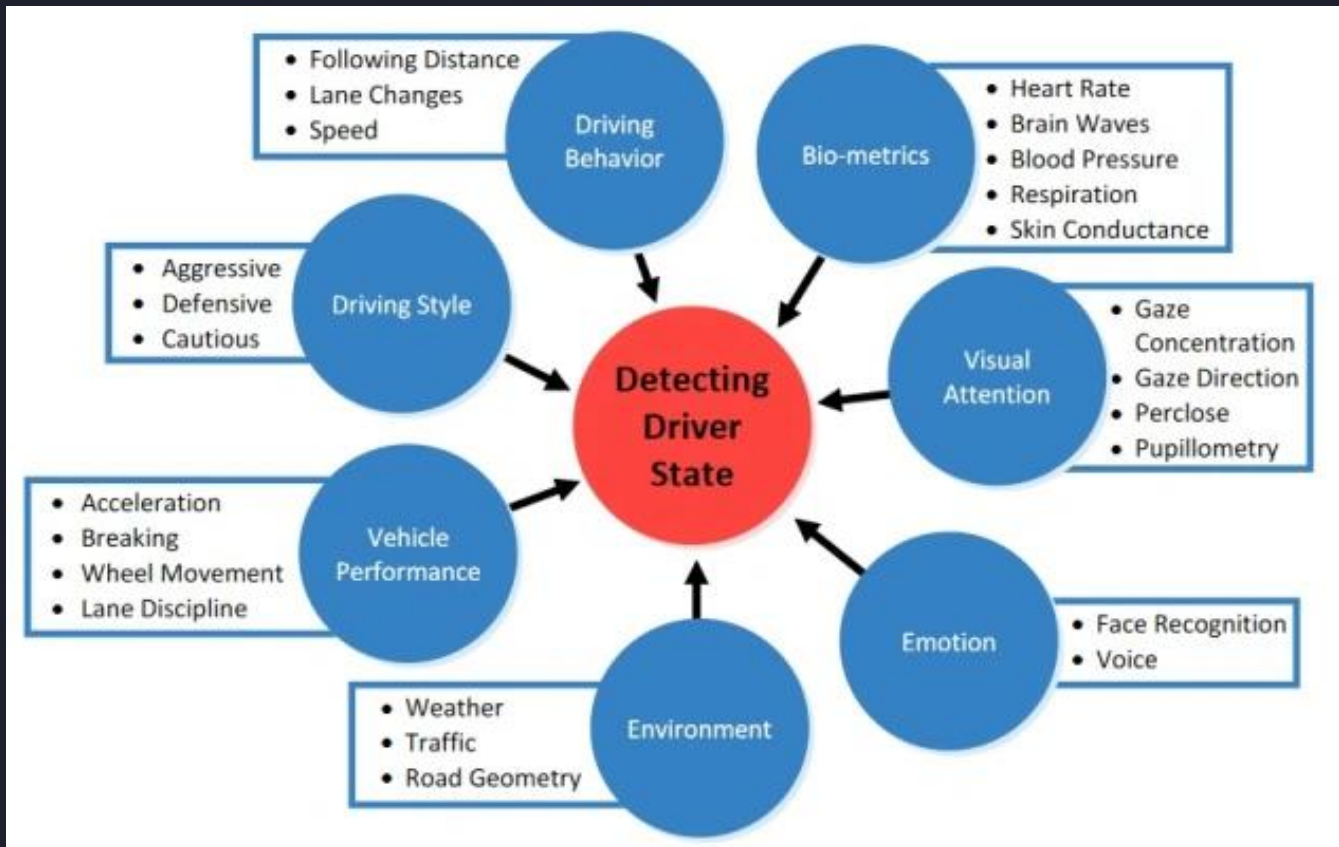 Detecting
Driver
State
Driving
Behavior
• Following Distance
• Lane Changes
• Speed
Bio-metrics
• Heart Rate
• Brain Waves
• Blood Pressure
• Respiration
• Skin Conductance
Visual
Attention
• Gaze
Concentration
• Gaze Direction
• Perclose
• Pupillometry
Emotion
• Face Recognition
• Voice
Environment
• Weather
• Traffic
• Road Geometry
Vehicle
Performance
• Acceleration
• Breaking
• Wheel Movement
• Lane Discipline
Driving Style
• Aggressive
• Defensive
• Cautious